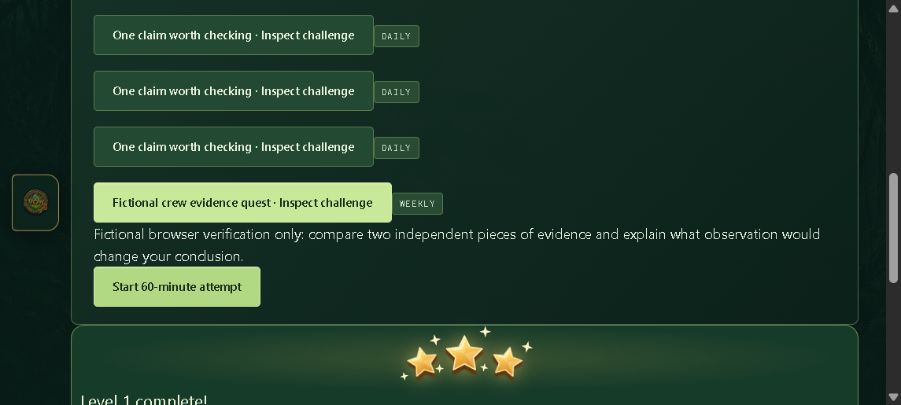 One claim worth checking · Inspect challenge DAILY
One claim worth checking · Inspect challenge DAILY
One claim worth checking · Inspect challenge DAILY
Fictional crew evidence quest · Inspect challenge WEEKLY
Fictional browser verification only: compare two independent pieces of evidence and explain what observation would
change your conclusion.
Start 60-minute attempt
Level 1 complete!